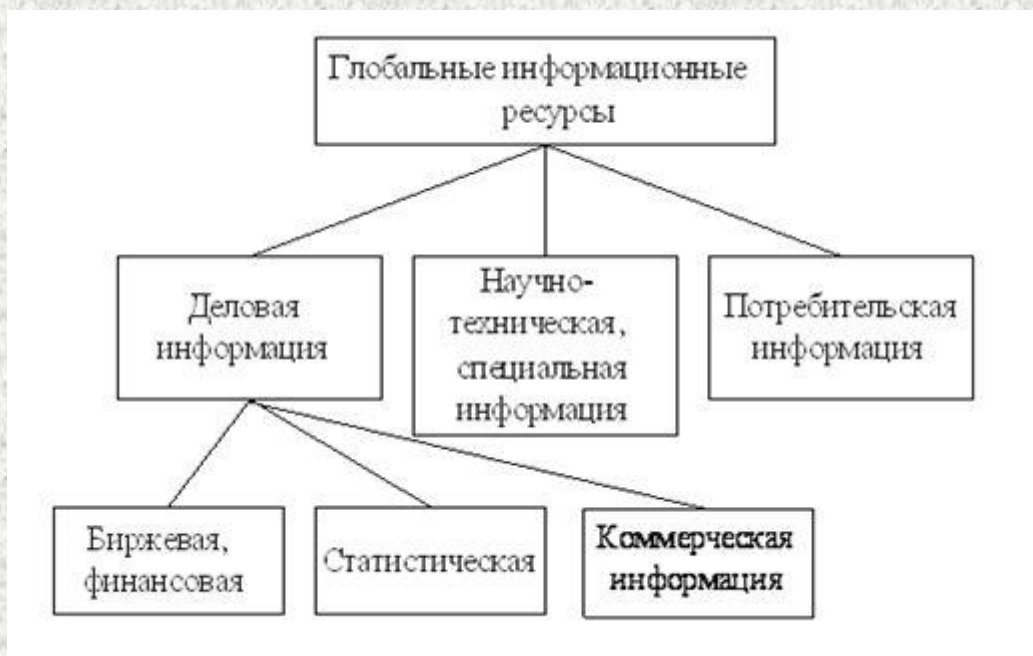 Глобальные информационные
ресурсы
Деловая
информация
Научно-
техническая,
специальная
информация
Потребительская
информация
Биржевая,
финансовая
Статистическая
Коммерческая
информация